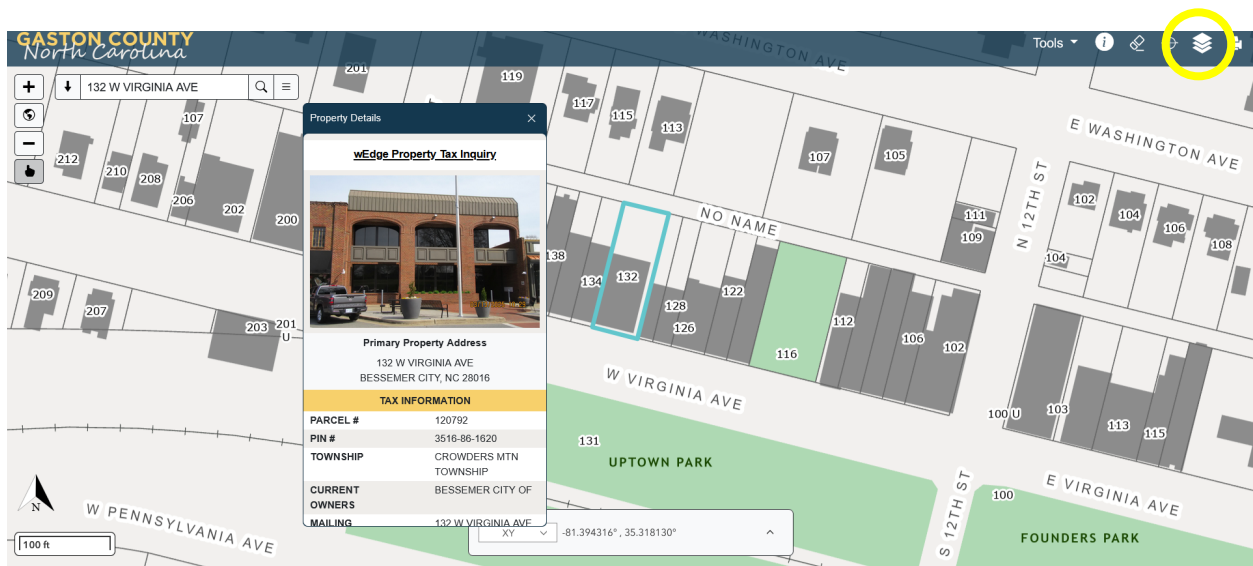 GASTON COUNTY
North Carolina
Tools
132 W VIRGINIA AVE
Property Details
wEdge Property Tax Inquiry
Primary Property Address
132 W VIRGINIA AVE
BESSEMER CITY, NC 28016
TAX INFORMATION
PARCEL # 120792
PIN # 3516-86-1620
TOWNSHIP CROWDERS MTN
TOWNSHIP
CURRENT BESSEMER CITY OF
OWNERS
MAILING 132 W VIRGINIA AVE
WASHINGTON AVE
E WASHINGTON AVE
NO NAME
N 12TH ST
W VIRGINIA AVE
E VIRGINIA AVE
S 12TH ST
W PENNSYLVANIA AVE
UPTOWN PARK
FOUNDERS PARK
201
119
107
117
115
113
107
105
212
210
208
206
202
200
138
134
132
128
126
122
116
112
106
102
111
109
104
102
104
106
108
209
207
203
201
U
131
100 U
103
113
115
100
N
100 ft
XY
-81.394316° , 35.318130°